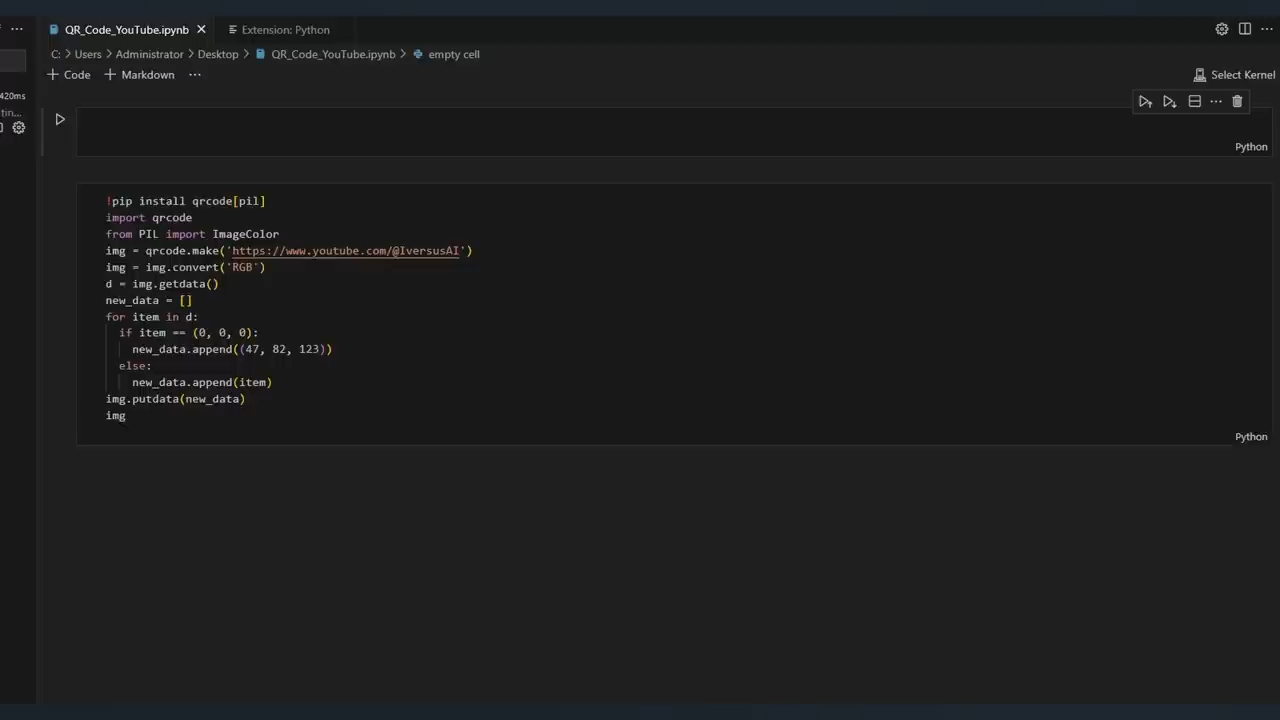 QR_Code_YouTube.ipynb Extension: Python
C: > Users > Administrator > Desktop > QR_Code_YouTube.ipynb > empty cell
+ Code + Markdown ... Select Kernel
420ms
tin...
Python
!pip install qrcode[pil]
import qrcode
from PIL import ImageColor
img = qrcode.make('https://www.youtube.com/@IversusAI')
img = img.convert('RGB')
d = img.getdata()
new_data = []
for item in d:
  if item == (0, 0, 0):
    new_data.append((47, 82, 123))
  else:
    new_data.append(item)
img.putdata(new_data)
img
Python